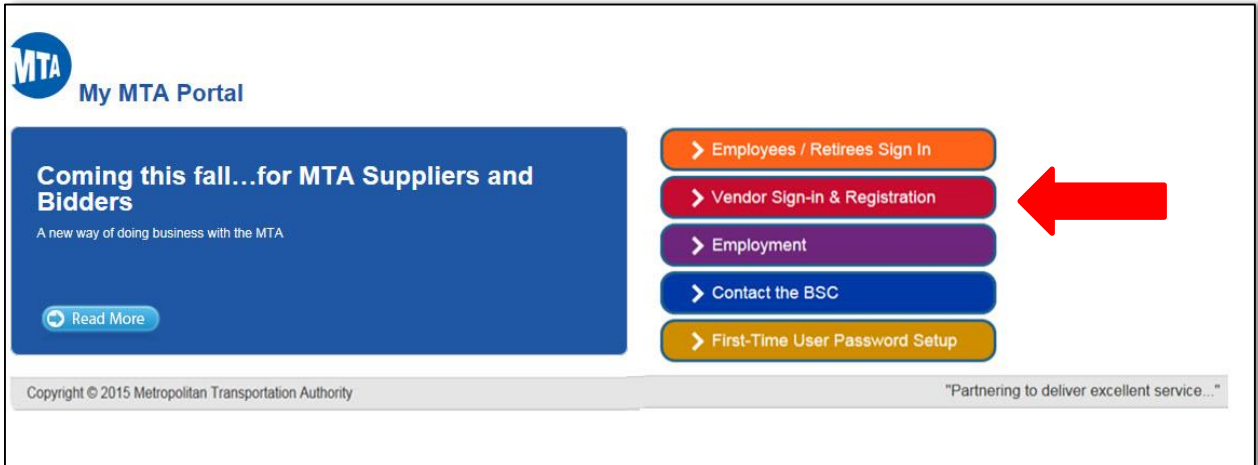 MTA
My MTA Portal
Coming this fall...for MTA Suppliers and
Bidders
A new way of doing business with the MTA
Read More
Employees / Retirees Sign In
Vendor Sign-in & Registration
Employment
Contact the BSC
First-Time User Password Setup
Copyright © 2015 Metropolitan Transportation Authority
"Partnering to deliver excellent service..."